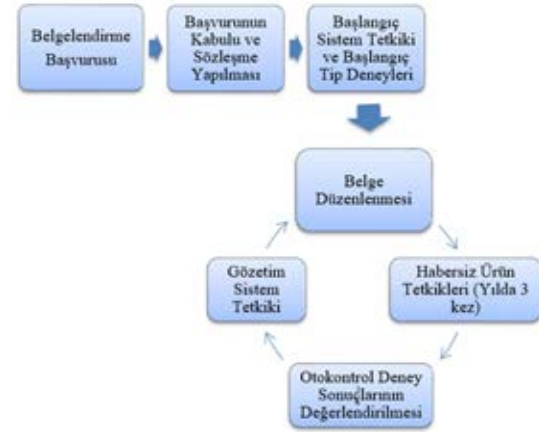 Belgelendirme
Başvurusu
Başvurunun
Kabulu ve
Sözleşme
Yapılması
Başlangıç
Sistem Tetkiki
ve Başlangıç
Tip Deneyleri
Belge
Düzenlenmesi
Habersiz Ürün
Tetkikleri (Yılda 3
kez)
Otokontrol Deney
Sonuçlarının
Değerlendirilmesi
Gözetim
Sistem
Tetkiki